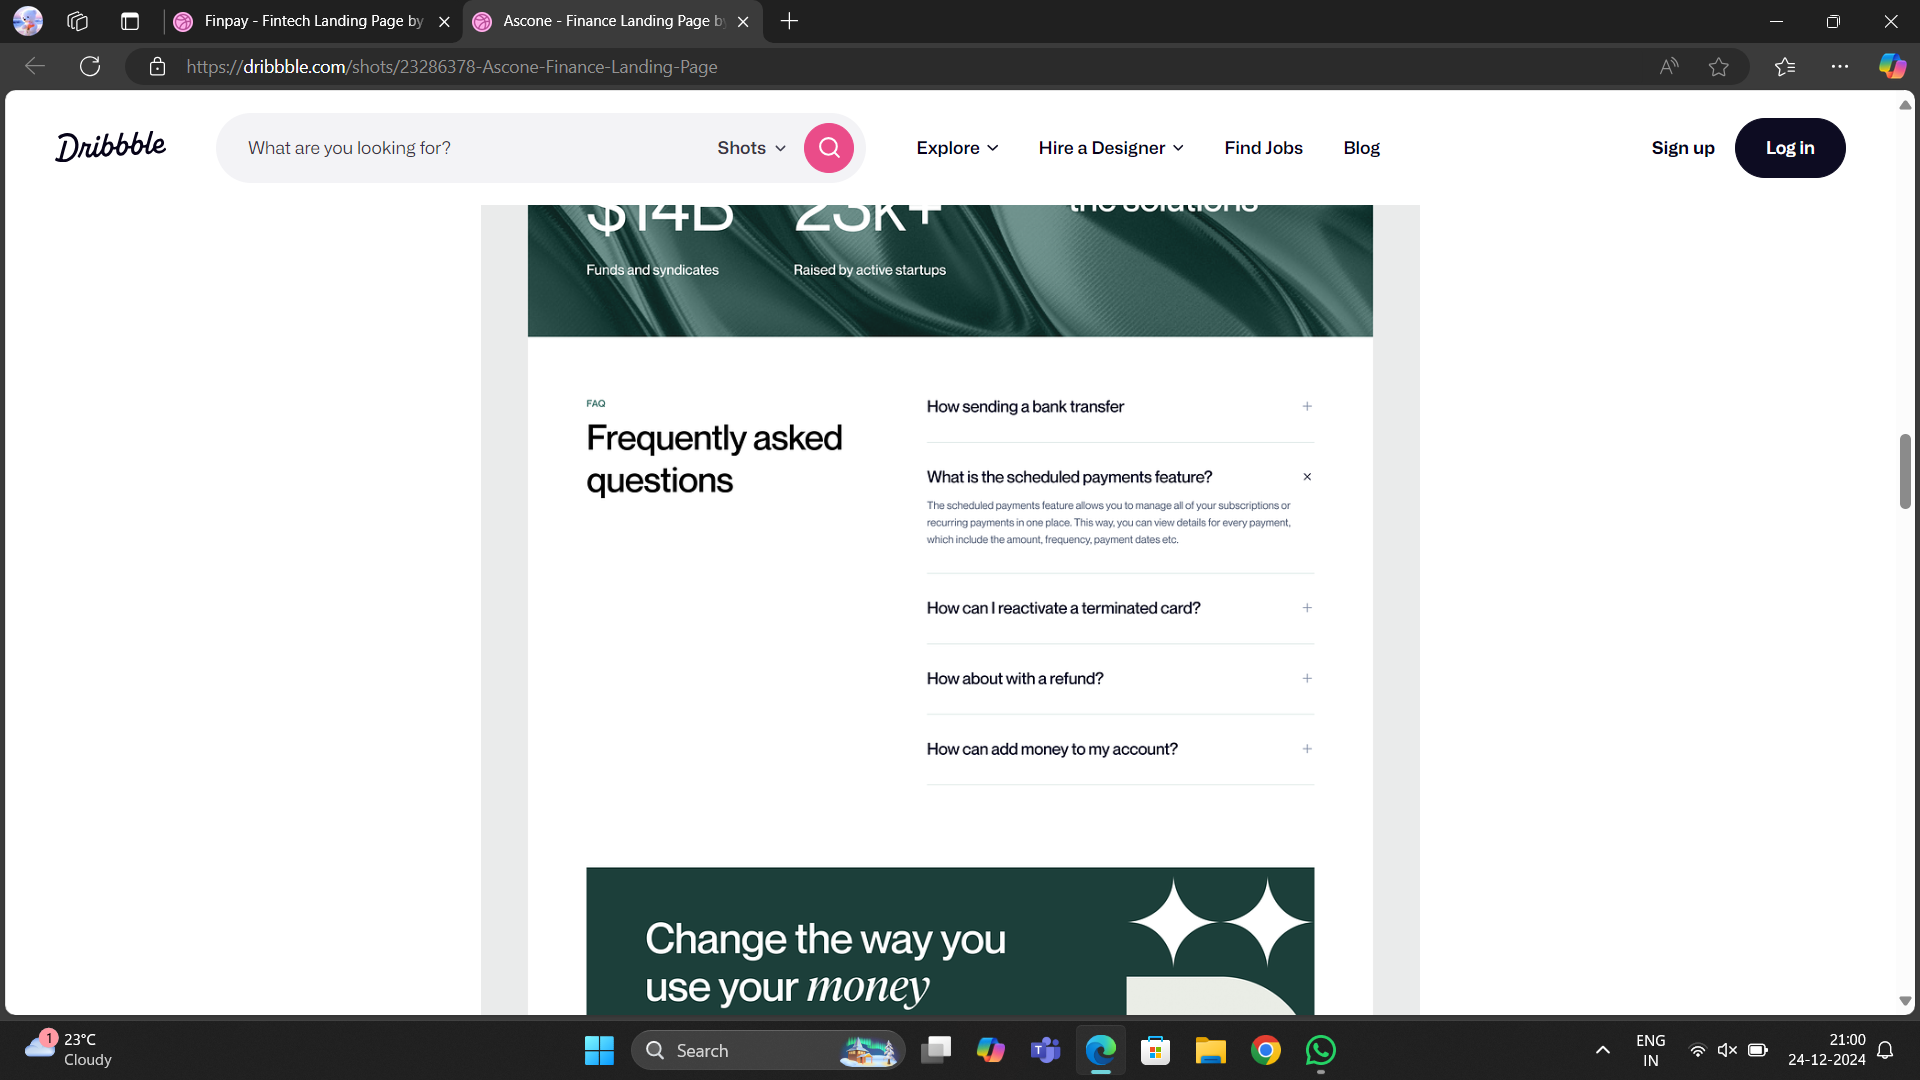 Finpay - Fintech Landing Page by
Ascone - Finance Landing Page by
https://dribbble.com/shots/23286378-Ascone-Finance-Landing-Page
Dribbble
What are you looking for?
Shots
Explore
Hire a Designer
Find Jobs
Blog
Sign up
Log in
$14B
23k+
the solutions
Funds and syndicates
Raised by active startups
FAQ
Frequently asked
questions
How sending a bank transfer
What is the scheduled payments feature?
The scheduled payments feature allows you to manage all of your subscriptions or
recurring payments in one place. This way, you can view details for every payment,
which include the amount, frequency, payment dates etc.
How can I reactivate a terminated card?
How about with a refund?
How can add money to my account?
Change the way you
use your money
1
23°C
Cloudy
Search
ENG
IN
21:00
24-12-2024